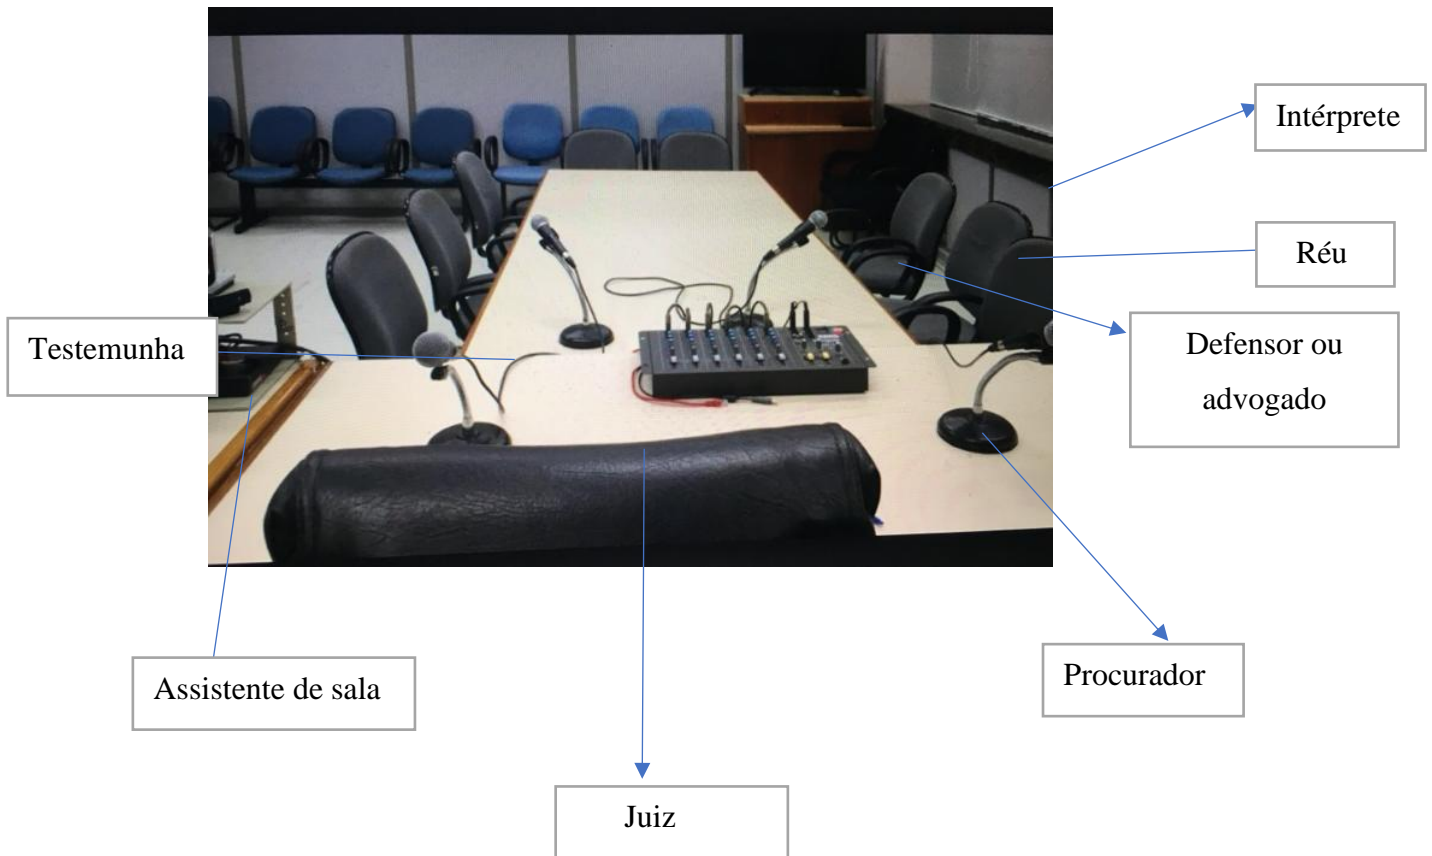 Intérprete
Réu
Testemunha
Defensor ou
advogado
Assistente de sala
Procurador
Juiz